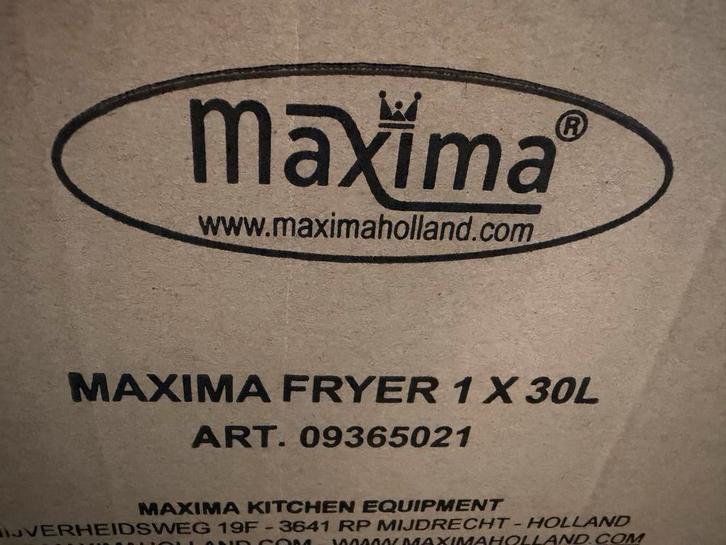 maxima®
www.maximaholland.com
MAXIMA FRYER 1 X 30L
ART. 09365021
MAXIMA KITCHEN EQUIPMENT
19F - 3641 RP MIJDRECHT - HOLLAND
WWW.MAXIMAHOLLAND.COM